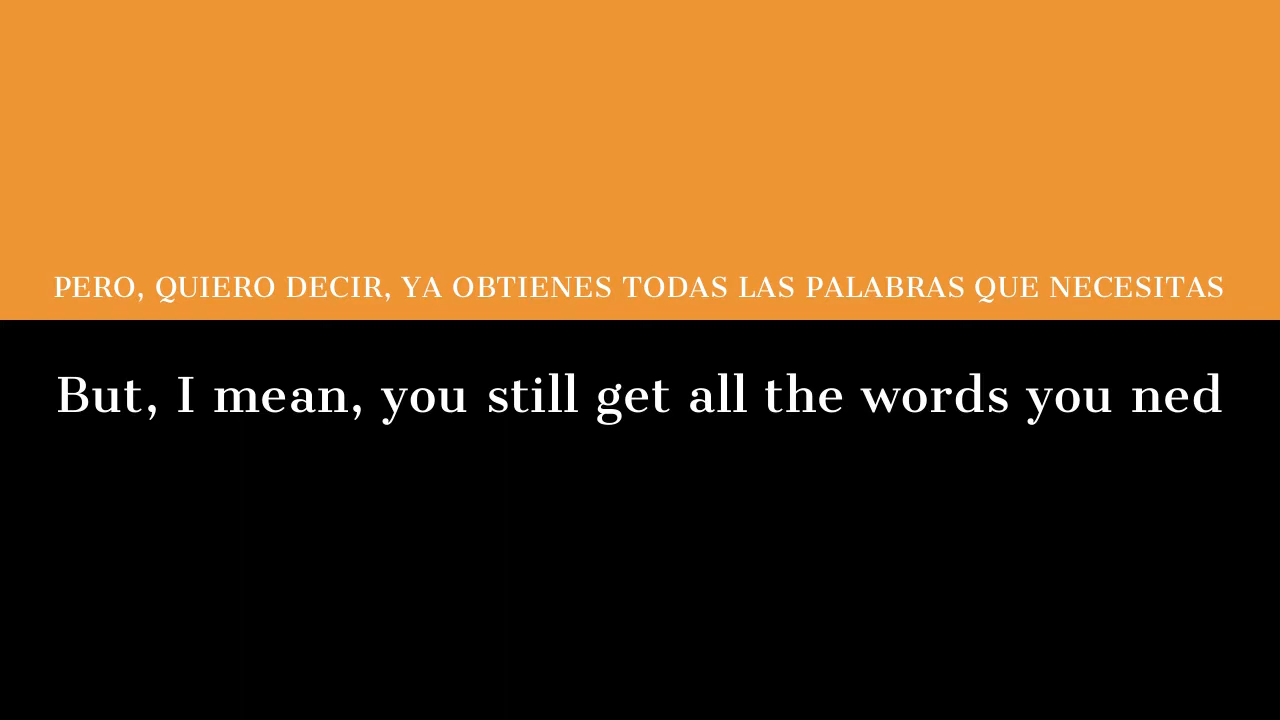 PERO, QUIERO DECIR, YA OBTIENES TODAS LAS PALABRAS QUE NECESITAS
But, I mean, you still get all the words you ned